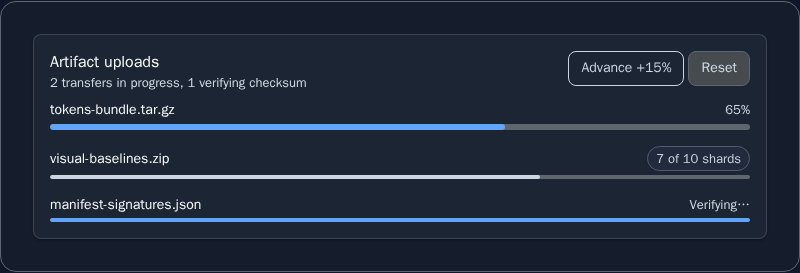 Artifact uploads
2 transfers in progress, 1 verifying checksum
Advance +15%
Reset
tokens-bundle.tar.gz
65%
visual-baselines.zip
7 of 10 shards
manifest-signatures.json
Verifying⋯